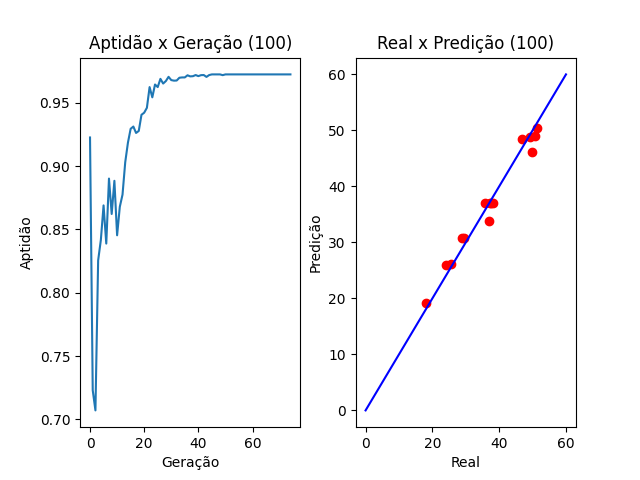 Aptidão x Geração (100)
0.95
0.90
0.85
0.80
0.75
0.70
Aptidão
0 20 40 60
Geração
Real x Predição (100)
60
50
40
30
20
10
0
Predição
0 20 40 60
Real